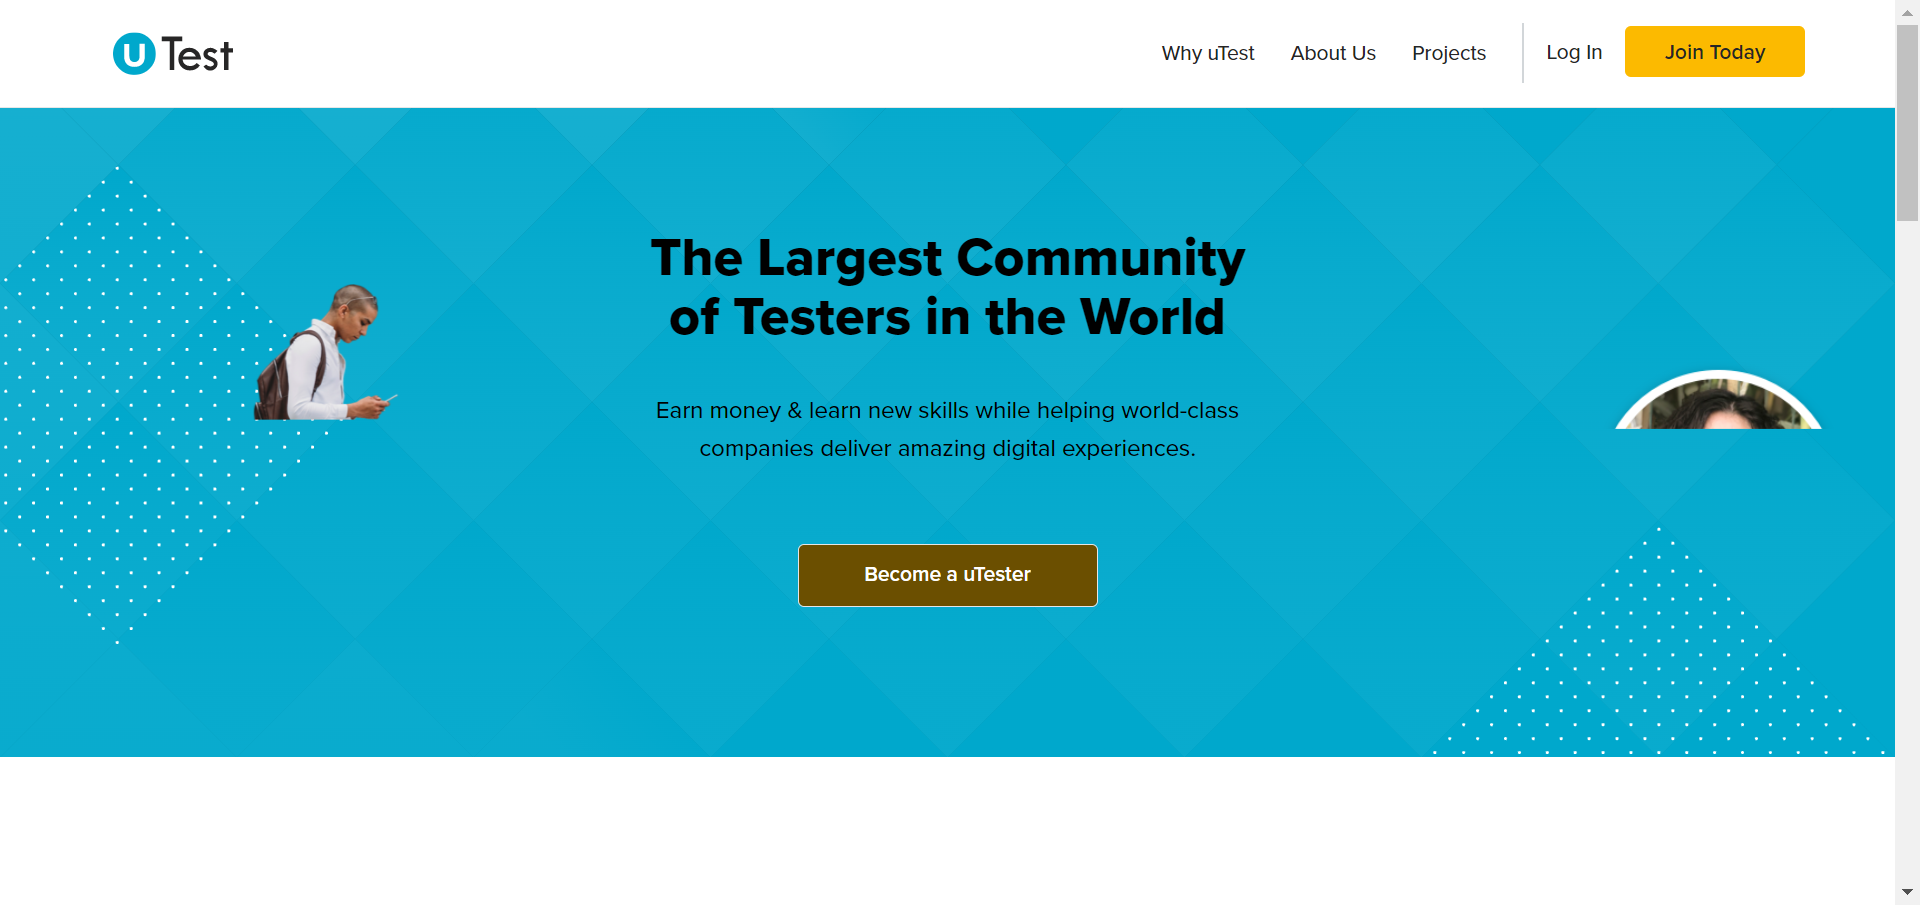 uTest
Why uTest
About Us
Projects
Log In
Join Today
The Largest Community
of Testers in the World
Earn money & learn new skills while helping world-class
companies deliver amazing digital experiences.
Become a uTester